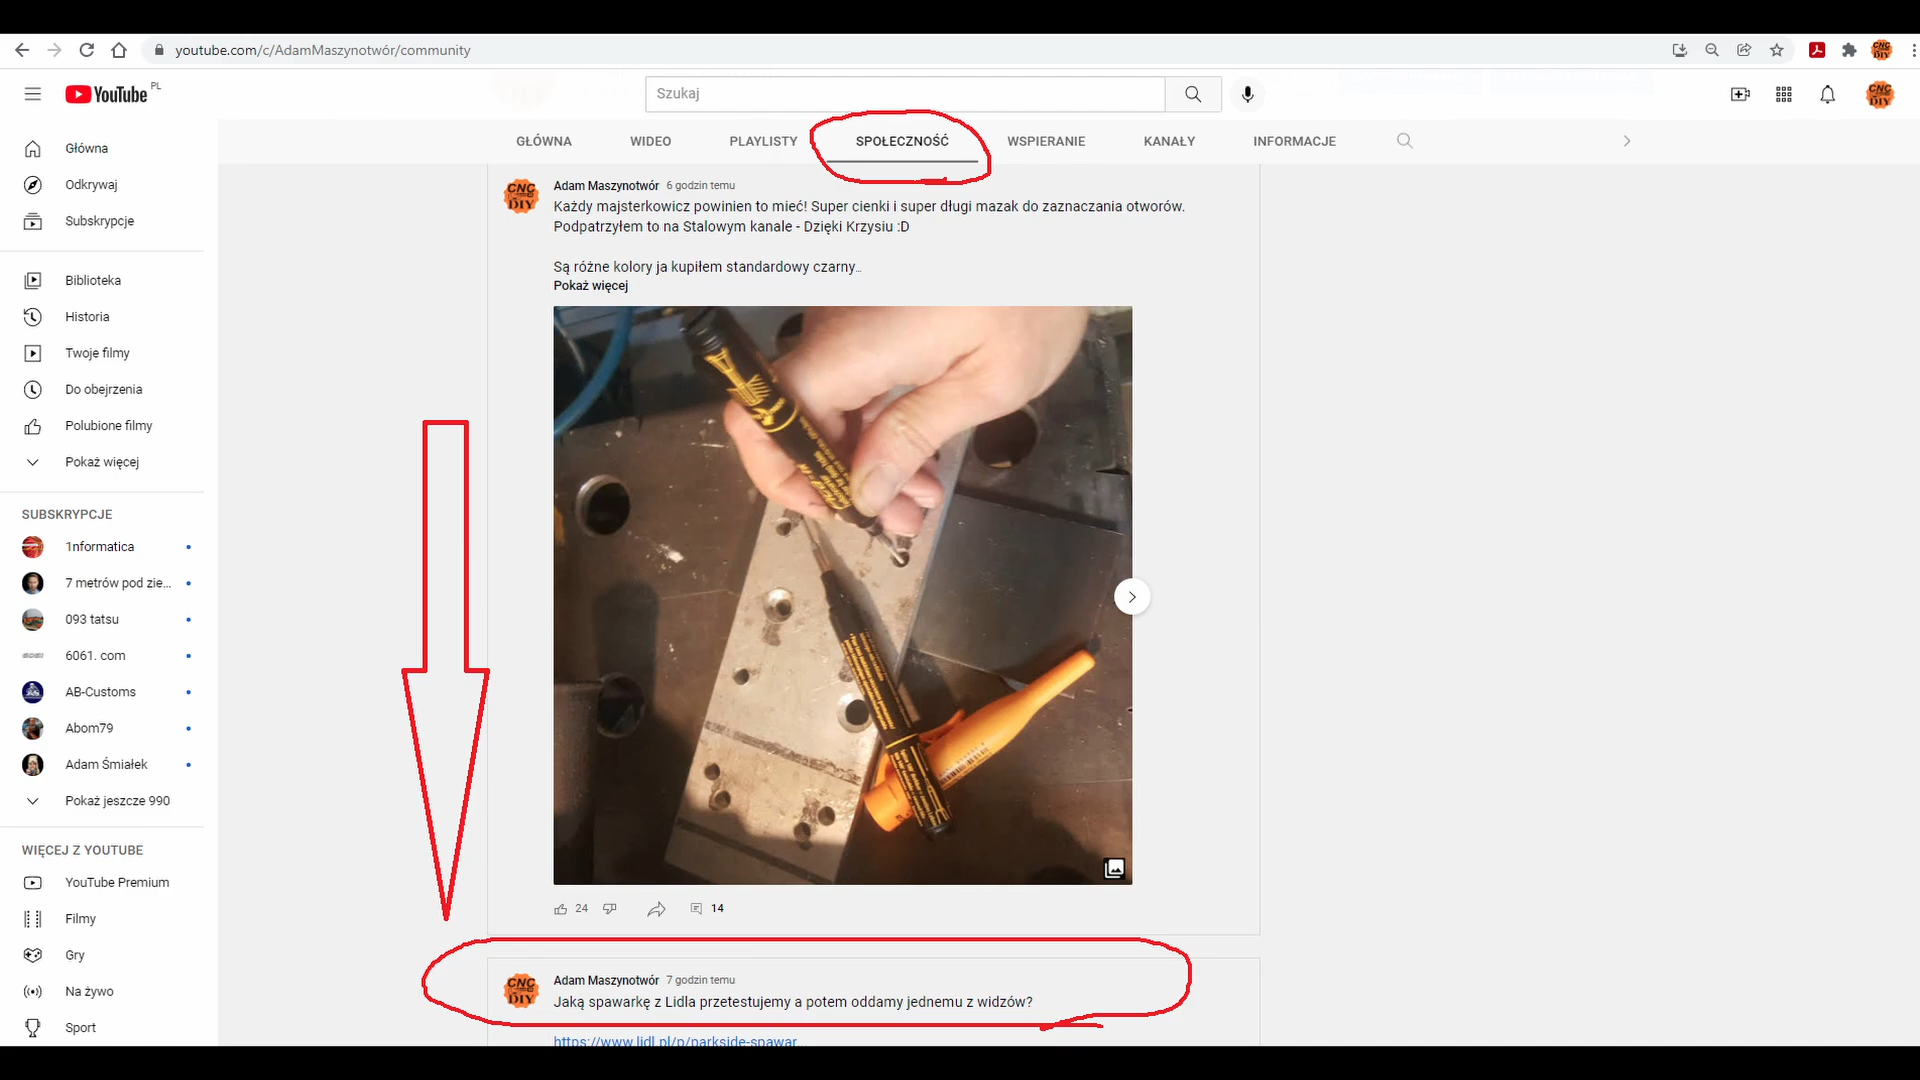 youtube.com/c/AdamMaszynotwór/community
YouTube PL
Szukaj
GŁÓWNA WIDEO PLAYLISTY SPOŁECZNOŚĆ WSPIERANIE KANAŁY INFORMACJE
Główna
Odkrywaj
Subskrypcje
Biblioteka
Historia
Twoje filmy
Do obejrzenia
Polubione filmy
Pokaż więcej
SUBSKRYPCJE
1nformatica
7 metrów pod zie...
093 tatsu
6061. com
AB-Customs
Abom79
Adam Śmiałek
Pokaż jeszcze 990
WIĘCEJ Z YOUTUBE
YouTube Premium
Filmy
Gry
Na żywo
Sport
CNC DIY
Adam Maszynotwór 6 godzin temu
Każdy majsterkowicz powinien to mieć! Super cienki i super długi mazak do zaznaczania otworów.
Podpatrzyłem to na Stalowym kanale - Dzięki Krzysiu :D
Są różne kolory ja kupiłem standardowy czarny...
Pokaż więcej
24 14
CNC DIY
Adam Maszynotwór 7 godzin temu
Jaką spawarkę z Lidla przetestujemy a potem oddamy jednemu z widzów?
https://www.lidl.pl/p/parkside-spawar...